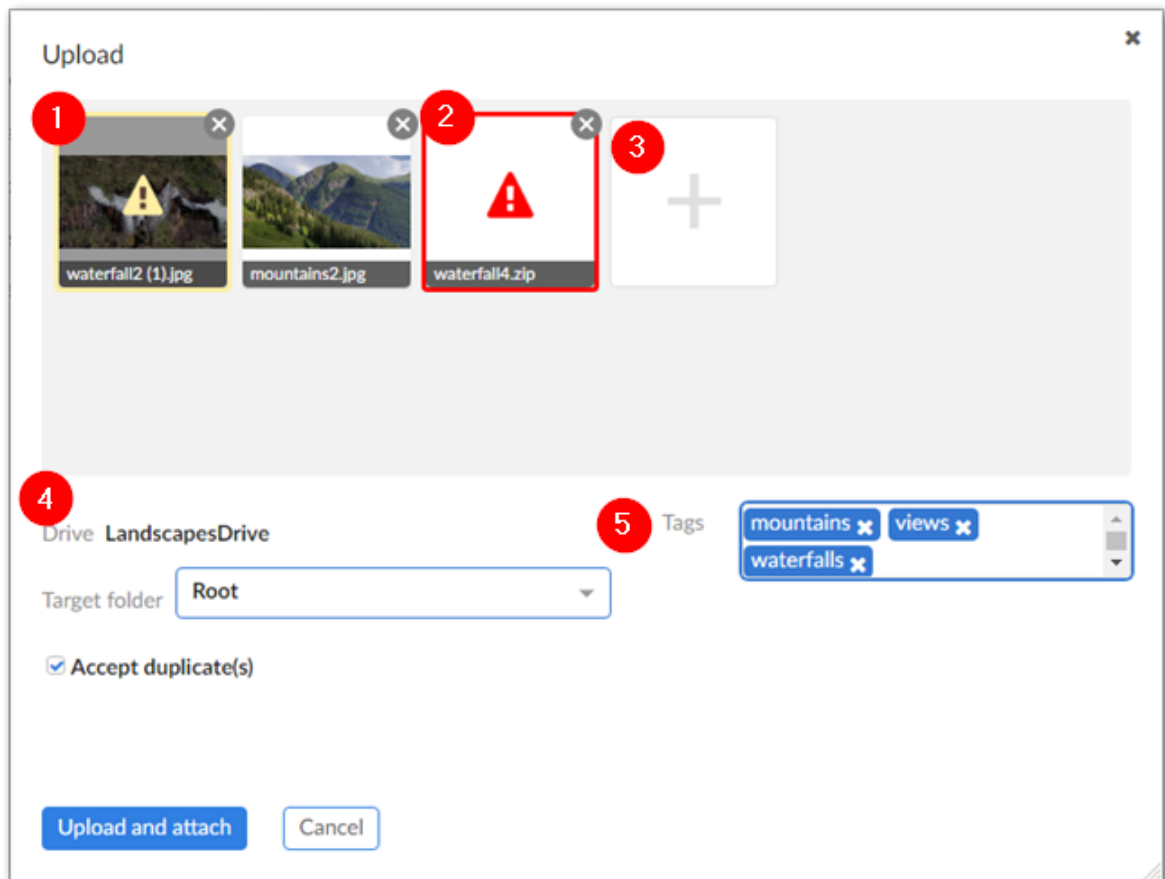 Upload
1
2
3
waterfall2 (1).jpg
mountains2.jpg
waterfall4.zip
4
Drive LandscapesDrive
Target folder Root
Accept duplicate(s)
5
Tags
mountains views
waterfalls
Upload and attach
Cancel